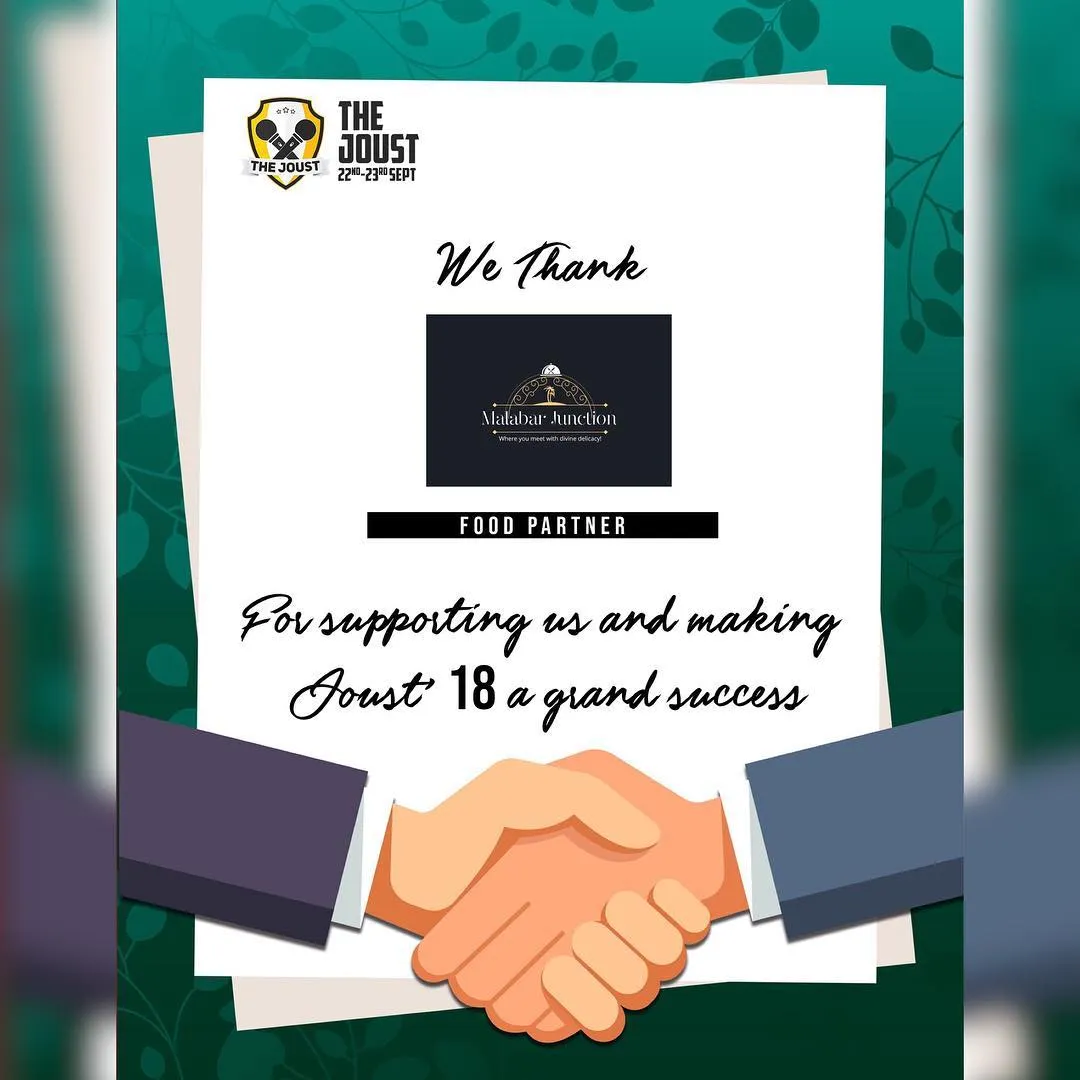 THE JOUST
THE
JOUST
22ND-23RD SEPT
We Thank
Malabar Junction
Where you meet with divine delicacy!
FOOD PARTNER
For supporting us and making
Joust' 18 a grand success